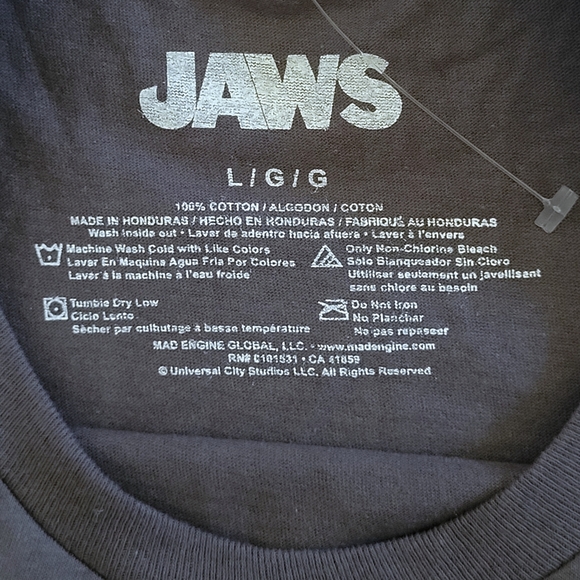 JAWS
L / G / G
100% COTTON / ALGODON / COTON
MADE IN HONDURAS / HECHO EN HONDURAS / FABRIQUÉ AU HONDURAS
Wash inside out • Lavar de adentro hacia afuera • Laver à l'envers
Machine Wash Cold with Like Colors
Lavar En Maquina Agua Fria Por Colores
Laver à la machine à l'eau froide
Only Non-Chlorine Bleach
Sólo Blanqueador Sin Cloro
Utiliser seulement un javellisant
sans chlore au besoin
Tumble Dry Low
Ciclo Lento
Sècher par culbutage à basse température
Do Not Iron
No Planchar
No pas repasser
MAD ENGINE GLOBAL, LLC. • www.madengine.com
RN# 0101531 • CA 41859
© Universal City Studios LLC. All Rights Reserved